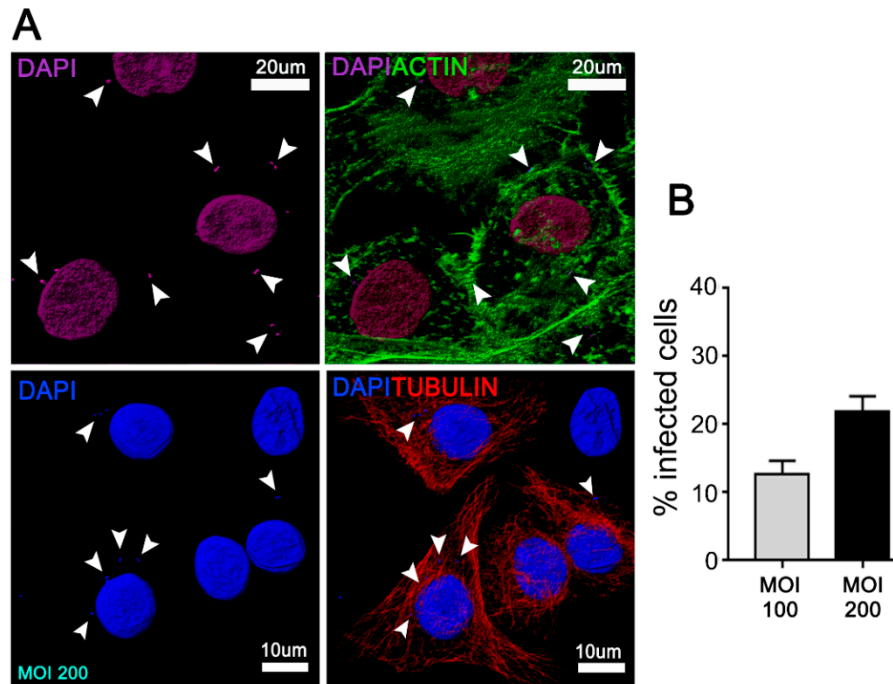 A
DAPI
20um
DAPIACTIN
20um
DAPI
MOI 200
10um
DAPITUBULIN
10um
B
% infected cells
40
30
20
10
0
MOI
100
MOI
200